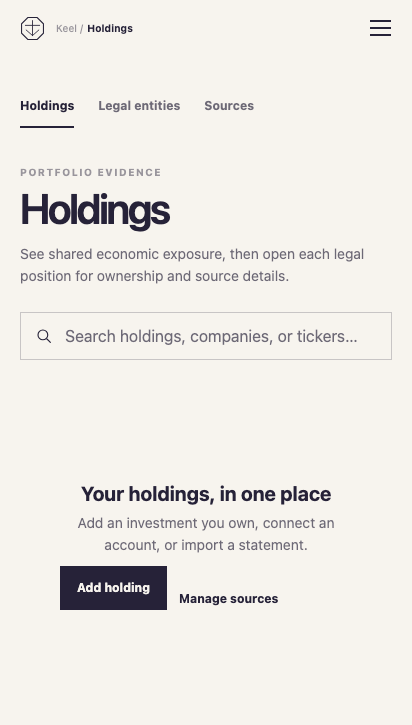 Keel / Holdings
Holdings Legal entities Sources
PORTFOLIO EVIDENCE
Holdings
See shared economic exposure, then open each legal
position for ownership and source details.
Search holdings, companies, or tickers...
Your holdings, in one place
Add an investment you own, connect an
account, or import a statement.
Add holding Manage sources